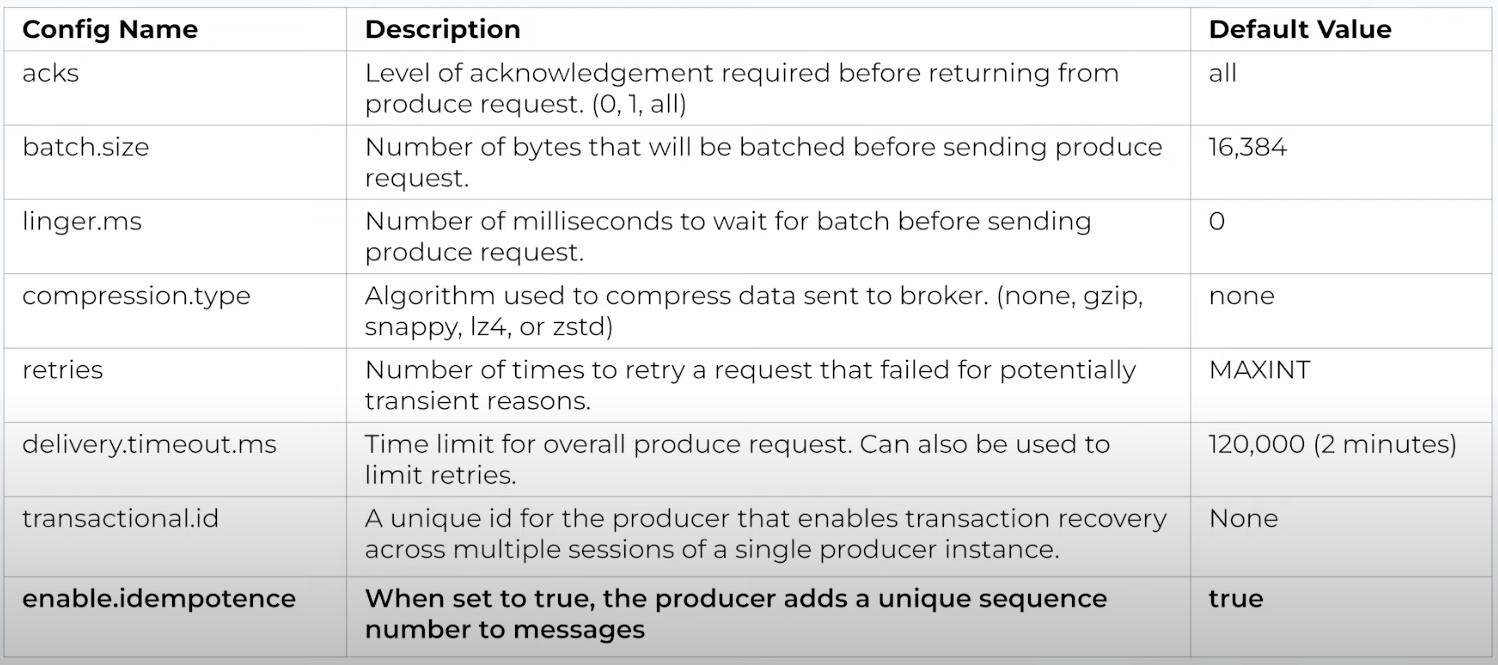 Config Name Description Default Value
acks Level of acknowledgement required before returning from all
produce request. (0, 1, all)
batch.size Number of bytes that will be batched before sending produce 16,384
request.
linger.ms Number of milliseconds to wait for batch before sending 0
produce request.
compression.type Algorithm used to compress data sent to broker. (none, gzip, none
snappy, lz4, or zstd)
retries Number of times to retry a request that failed for potentially MAXINT
transient reasons.
delivery.timeout.ms Time limit for overall produce request. Can also be used to 120,000 (2 minutes)
limit retries.
transactional.id A unique id for the producer that enables transaction recovery None
across multiple sessions of a single producer instance.
enable.idempotence When set to true, the producer adds a unique sequence true
number to messages